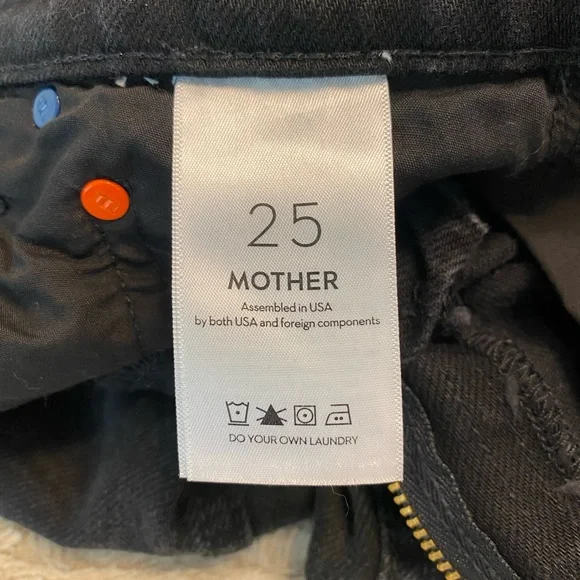 25
MOTHER
Assembled in USA
by both USA and foreign components
DO YOUR OWN LAUNDRY